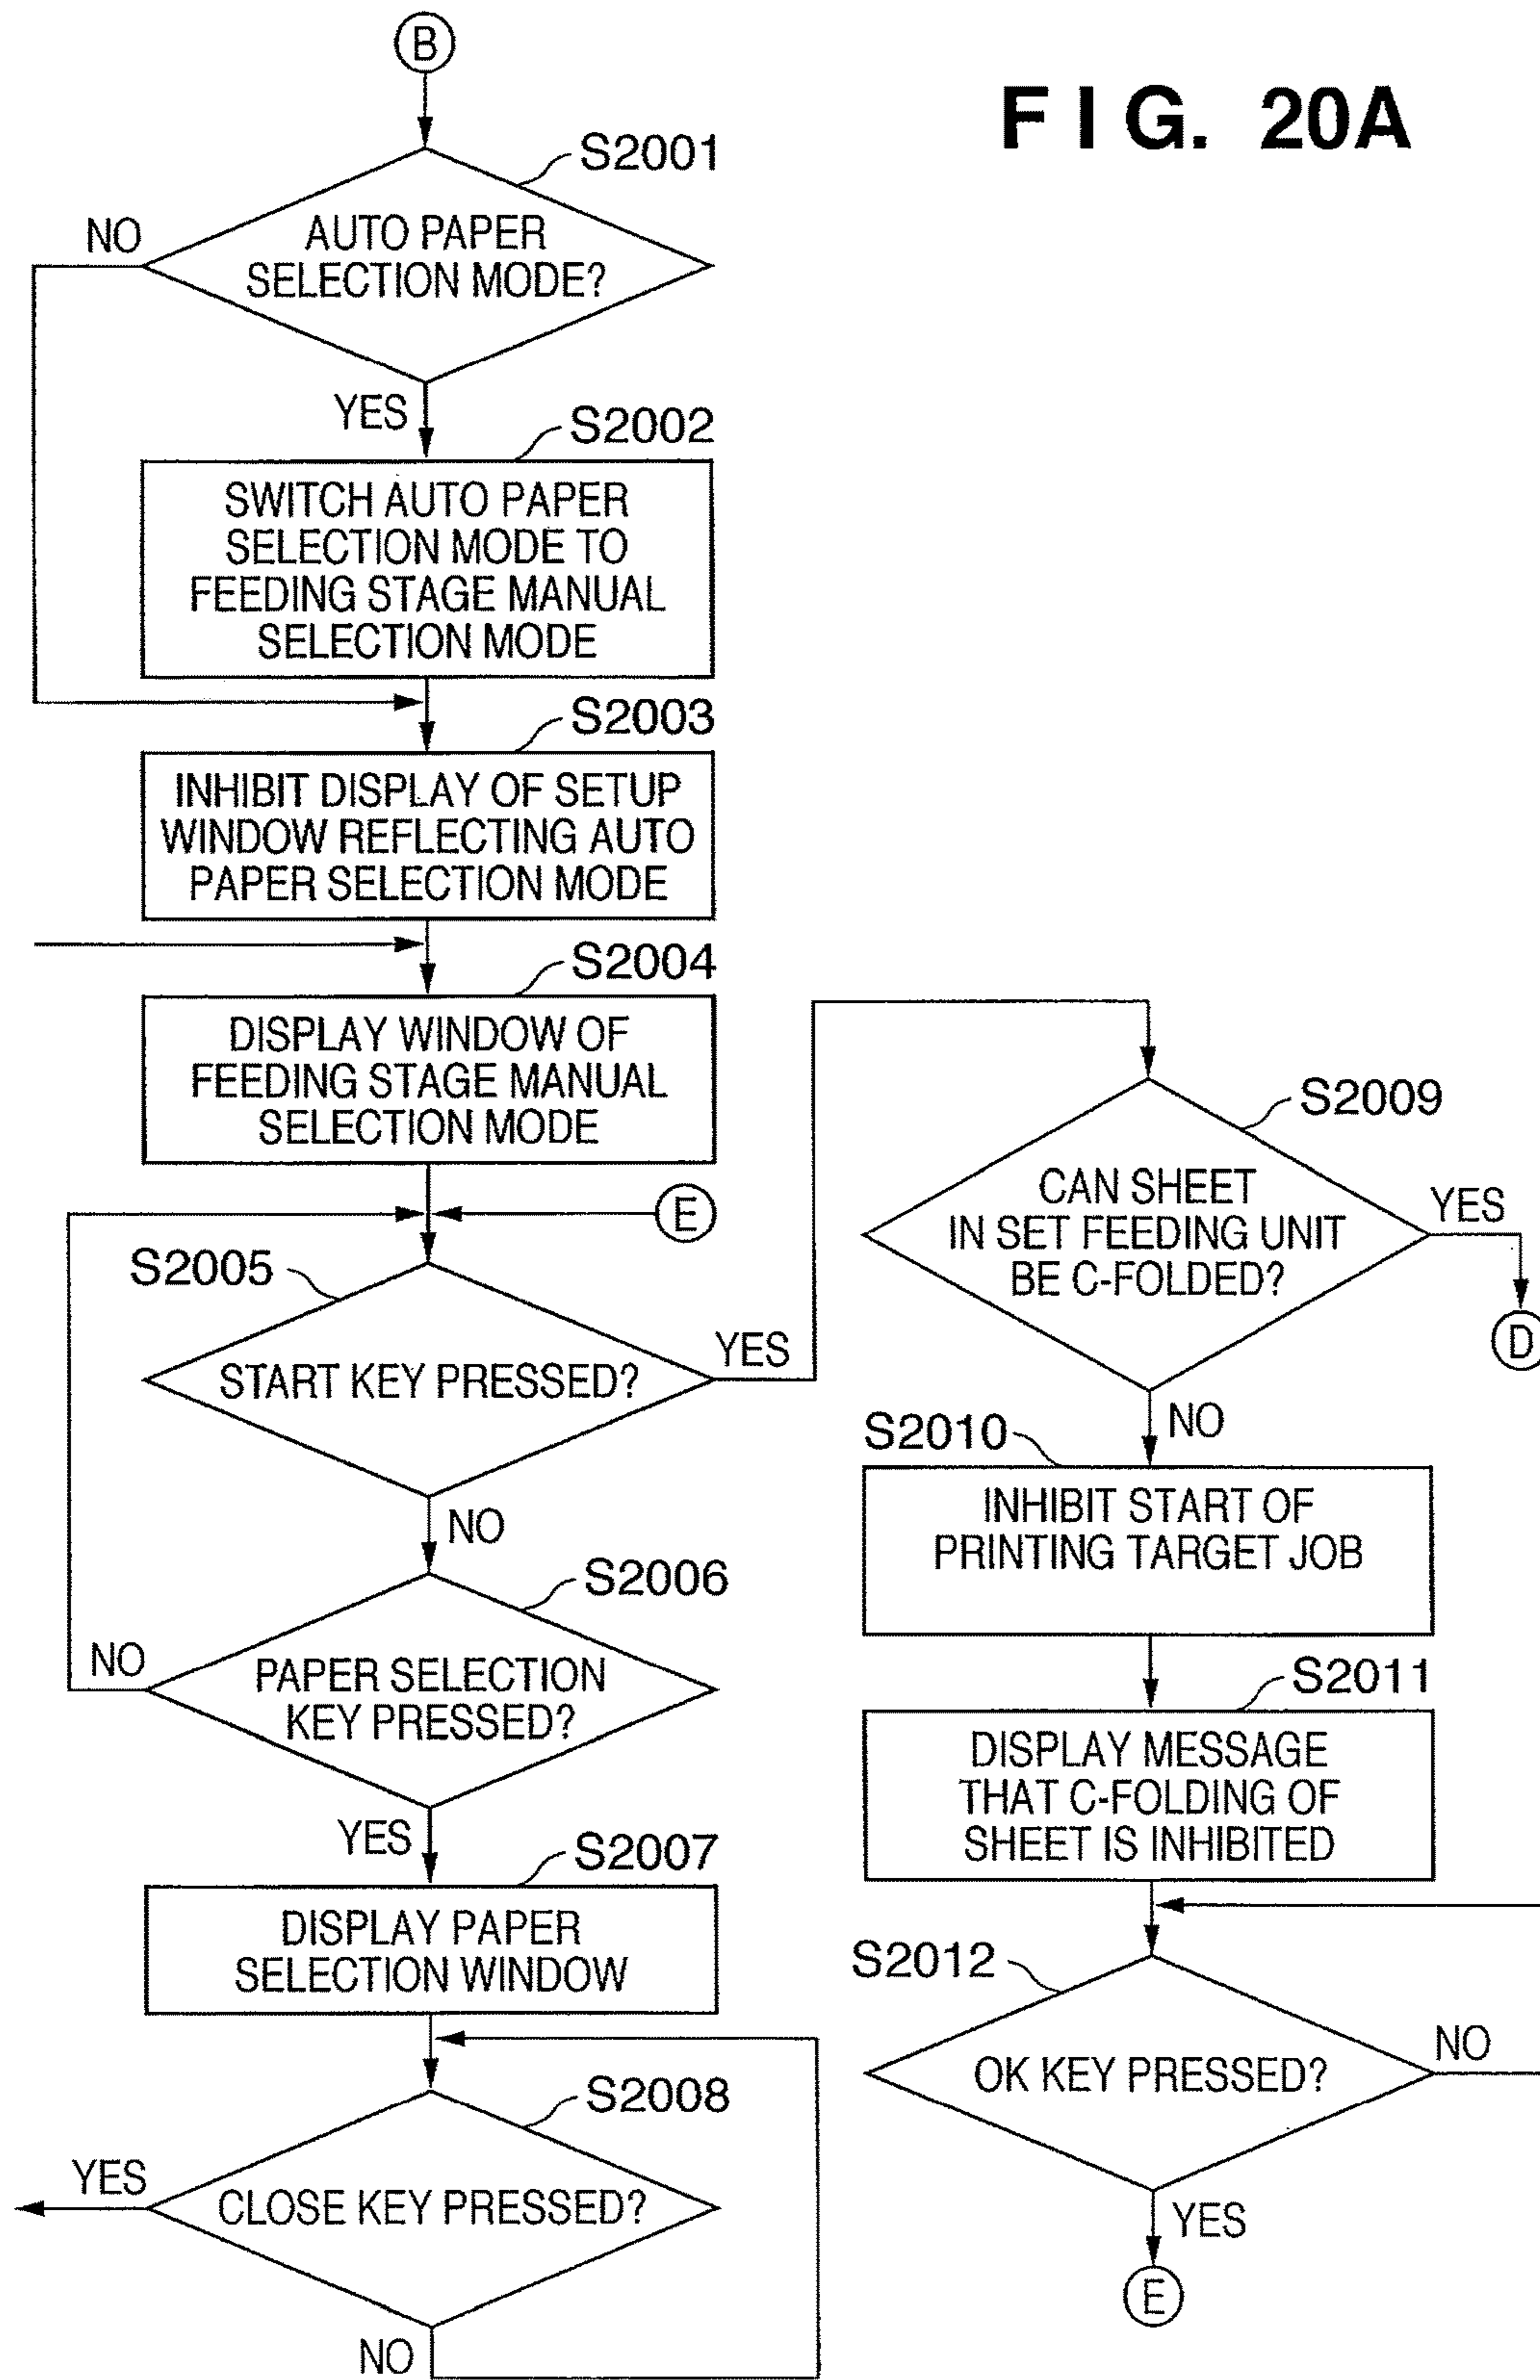 F I G. 20A
B
S2001
AUTO PAPER
SELECTION MODE?
NO
YES
S2002
SWITCH AUTO PAPER
SELECTION MODE TO
FEEDING STAGE MANUAL
SELECTION MODE
S2003
INHIBIT DISPLAY OF SETUP
WINDOW REFLECTING AUTO
PAPER SELECTION MODE
S2004
DISPLAY WINDOW OF
FEEDING STAGE MANUAL
SELECTION MODE
E
S2005
START KEY PRESSED?
YES
NO
S2006
PAPER SELECTION
KEY PRESSED?
NO
YES
S2007
DISPLAY PAPER
SELECTION WINDOW
S2008
CLOSE KEY PRESSED?
YES
NO
S2009
CAN SHEET
IN SET FEEDING UNIT
BE C-FOLDED?
YES
D
NO
S2010
INHIBIT START OF
PRINTING TARGET JOB
S2011
DISPLAY MESSAGE
THAT C-FOLDING OF
SHEET IS INHIBITED
S2012
OK KEY PRESSED?
NO
YES
E